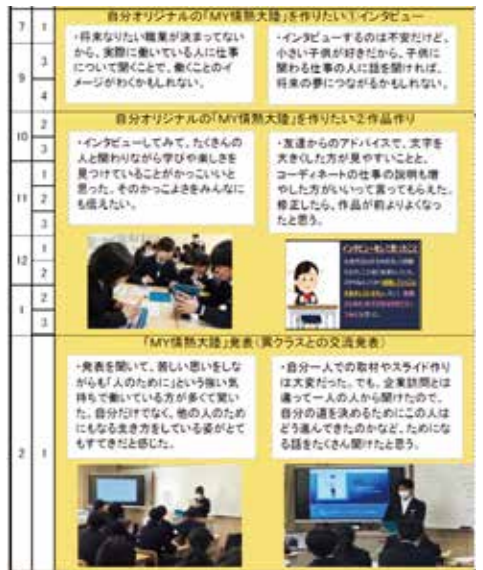 7
1
自分オリジナルの「MY情熱大陸」を作りたい①インタビュー
・将来なりたい職業が決まってない
から、実際に働いている人に仕事
について聞くことで、働くことのイ
メージがわくかもしれない。
・インタビューするのは不安だけど、
小さい子供が好きだから、子供に
関わる仕事の人に話を聞ければ、
将来の夢につながるかもしれない。
9
3
4
10
2
3
自分オリジナルの「MY情熱大陸」を作りたい②作品作り
・インタビューしてみて、たくさんの
人と関わりながら学びや楽しさを
見つけていることがかっこいいと
思った。そのかっこよさをみんなに
も伝えたい。
・友達からのアドバイスで、文字を
大きくした方が見やすいことと、
コーディネートの仕事の説明も増
やした方がいいって言ってもらえた。
修正したら、作品が前よりよくなっ
たと思う。
11
1
2
3
12
1
2
1
2
3
インタビューをして思ったこと
2
1
「MY情熱大陸」発表(異クラスとの交流発表)
・発表を聞いて、苦しい思いをしな
がらも「人のために」という強い気
持ちで働いている方が多くて驚い
た。自分だけでなく、他の人のため
にもなる生き方をしている姿がとて
もすてきだと感じた。
・自分一人での取材やスライド作り
は大変だった。でも、企業訪問とは
違って一人の人から聞けたので、
自分の道を決めるためにこの人は
どう進んできたのかなど、ためにな
る話をたくさん聞けたと思う。